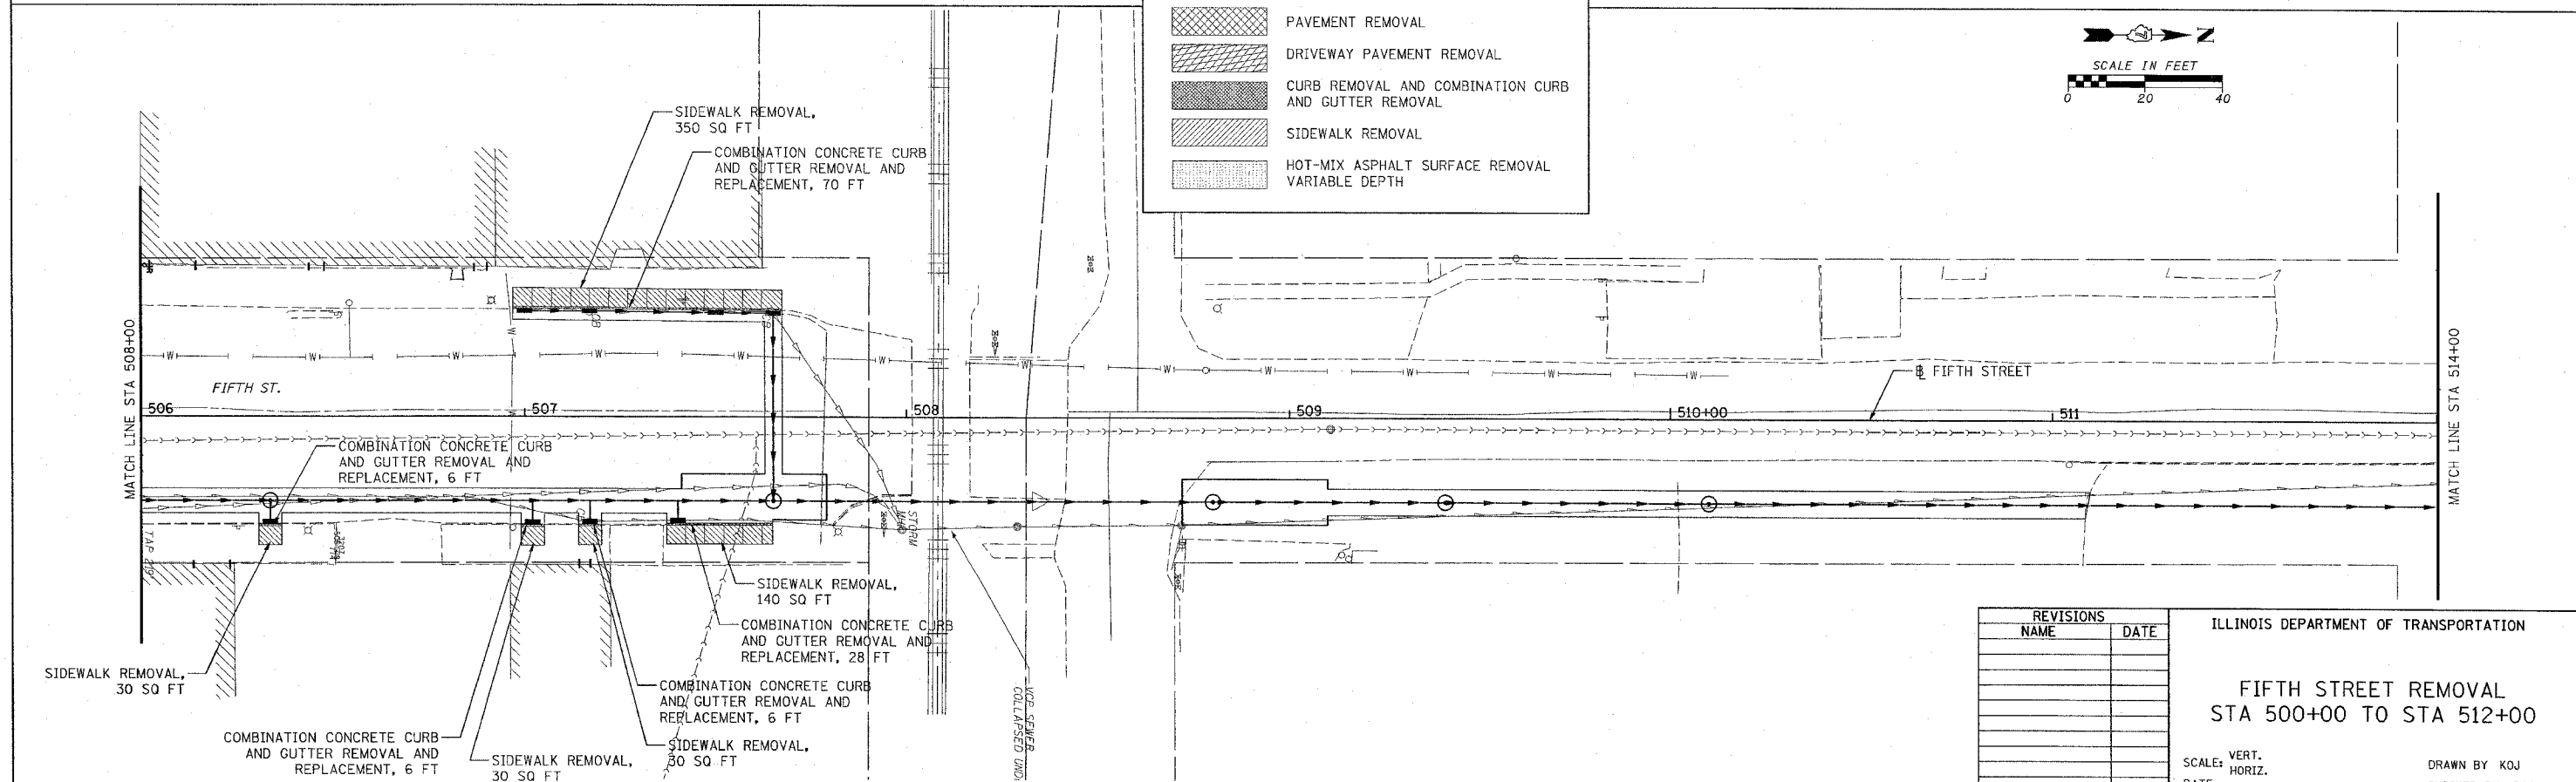 PAVEMENT REMOVAL
DRIVEWAY PAVEMENT REMOVAL
CURB REMOVAL AND COMBINATION CURB
AND GUTTER REMOVAL
SIDEWALK REMOVAL
HOT-MIX ASPHALT SURFACE REMOVAL
VARIABLE DEPTH
N
SCALE IN FEET
0 20 40
SIDEWALK REMOVAL,
350 SQ FT
COMBINATION CONCRETE CURB
AND GUTTER REMOVAL AND
REPLACEMENT, 70 FT
MATCH LINE STA 508+00
FIFTH ST.
W W W W W W W W W W W W
506 507 508 509 510+00 511
℄ FIFTH STREET
MATCH LINE STA 514+00
COMBINATION CONCRETE CURB
AND GUTTER REMOVAL AND
REPLACEMENT, 6 FT
STORM
MH
SIDEWALK REMOVAL,
140 SQ FT
COMBINATION CONCRETE CURB
AND GUTTER REMOVAL AND
REPLACEMENT, 28 FT
SIDEWALK REMOVAL,
30 SQ FT
COMBINATION CONCRETE CURB
AND GUTTER REMOVAL AND
REPLACEMENT, 6 FT
SIDEWALK REMOVAL,
30 SQ FT
COMBINATION CONCRETE CURB
AND GUTTER REMOVAL AND
REPLACEMENT, 6 FT
SIDEWALK REMOVAL,
30 SQ FT
VCP SEWER
COLLAPSED
REVISIONS
NAME DATE
ILLINOIS DEPARTMENT OF TRANSPORTATION
FIFTH STREET REMOVAL
STA 500+00 TO STA 512+00
SCALE: VERT.
HORIZ.
DRAWN BY KOJ